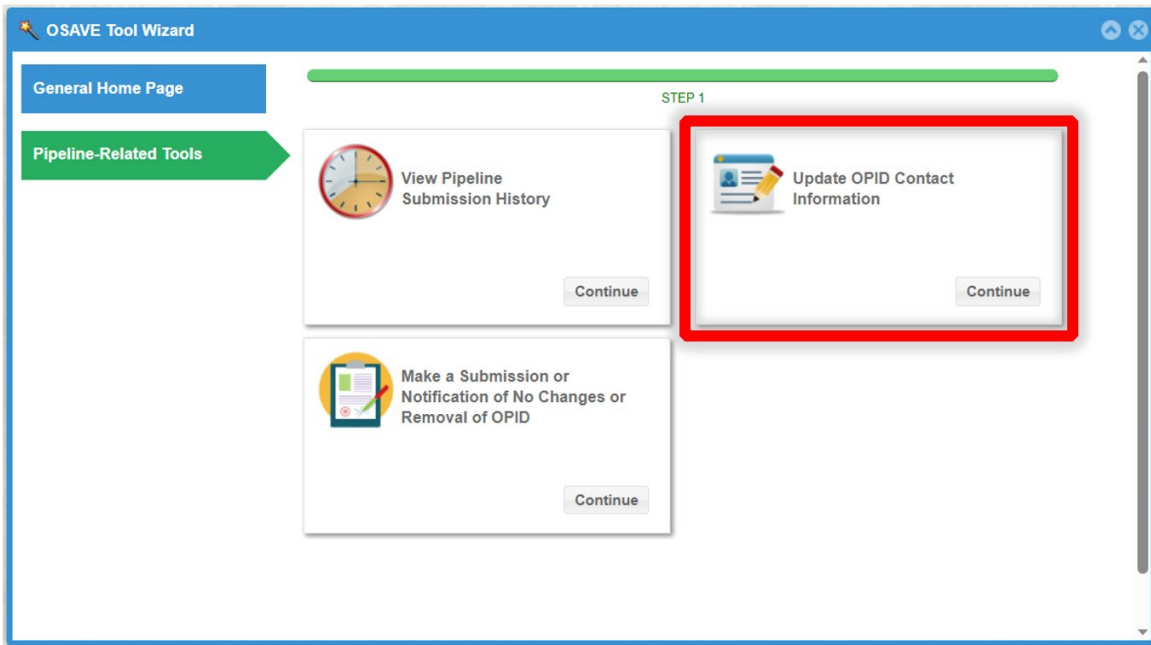 OSAVE Tool Wizard
General Home Page
Pipeline-Related Tools
STEP 1
View Pipeline
Submission History
Continue
Update OPID Contact
Information
Continue
Make a Submission or
Notification of No Changes or
Removal of OPID
Continue